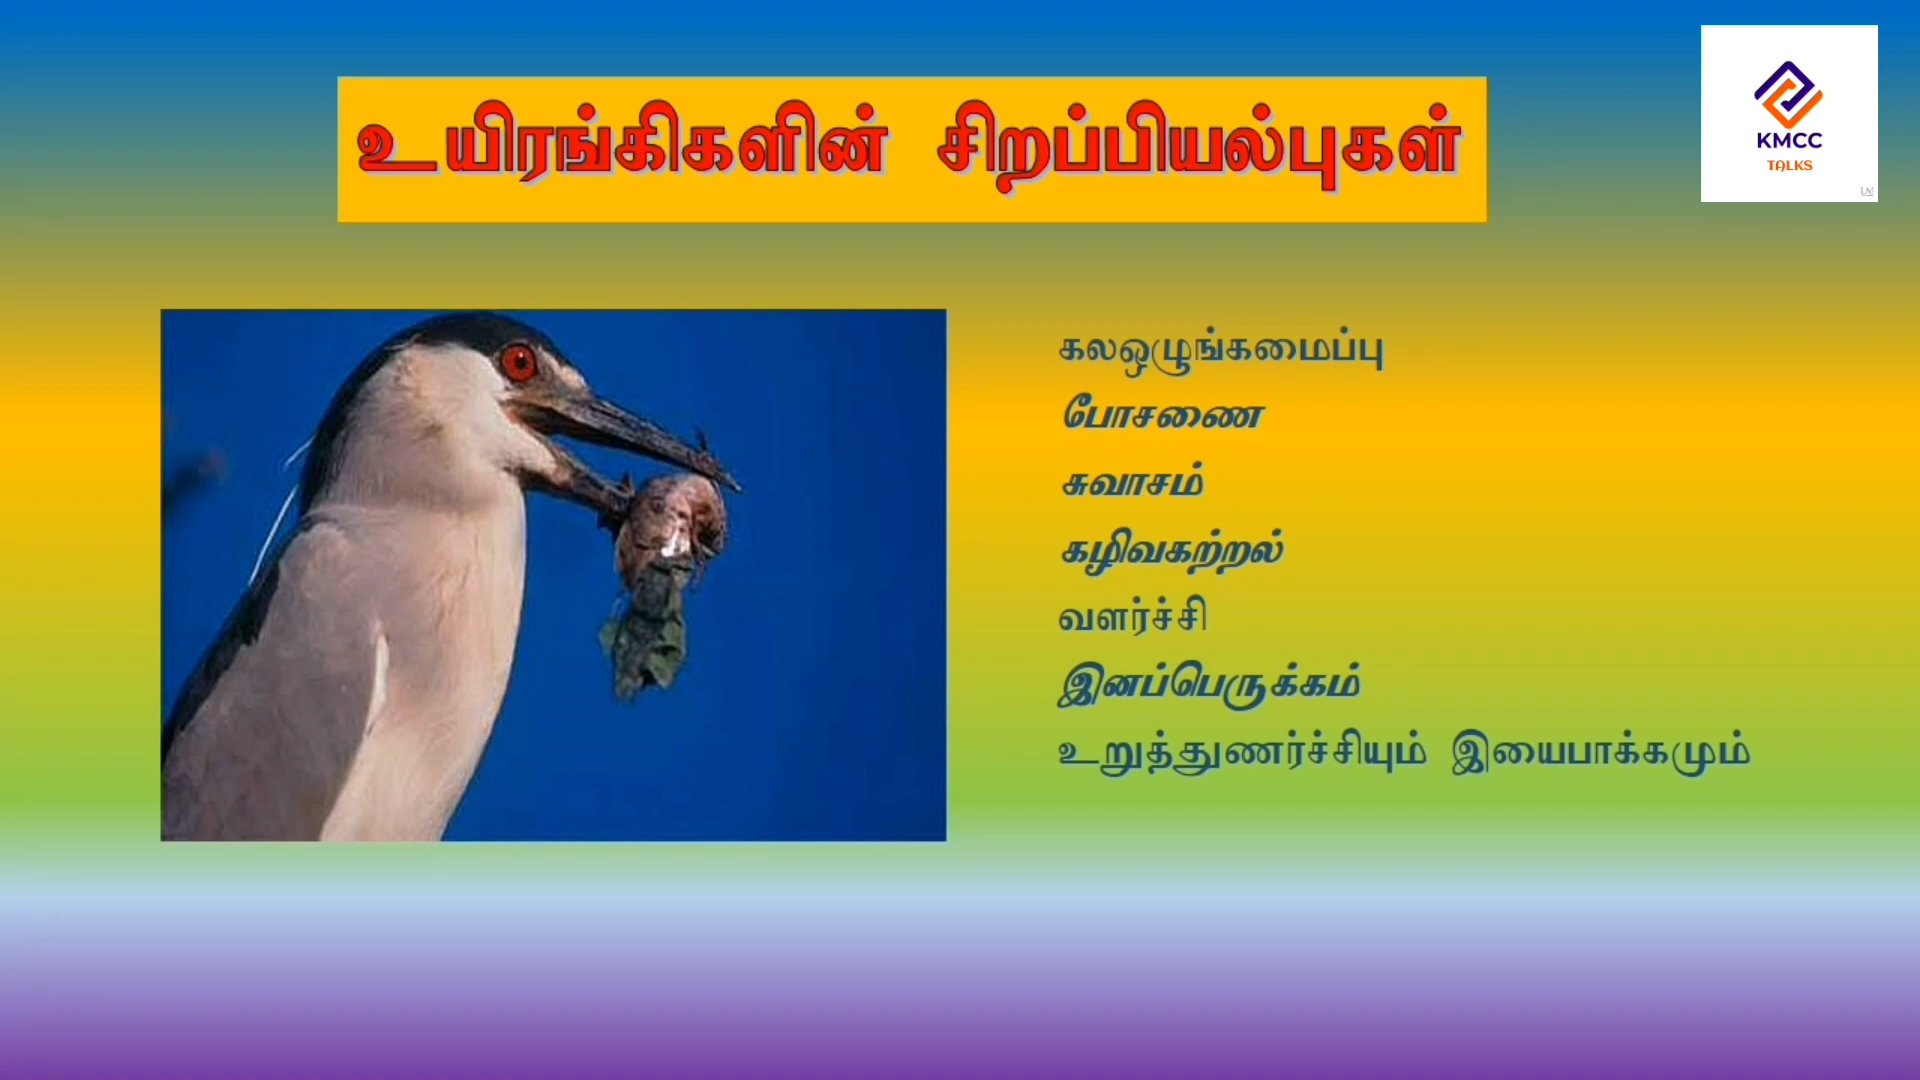 உயிரங்கிகளின் சிறப்பியல்புகள்
KMCC
TALKS
கலஒழுங்கமைப்பு
போசணை
சுவாசம்
கழிவகற்றல்
வளர்ச்சி
இனப்பெருக்கம்
உறுத்துணர்ச்சியும் இயைபாக்கமும்